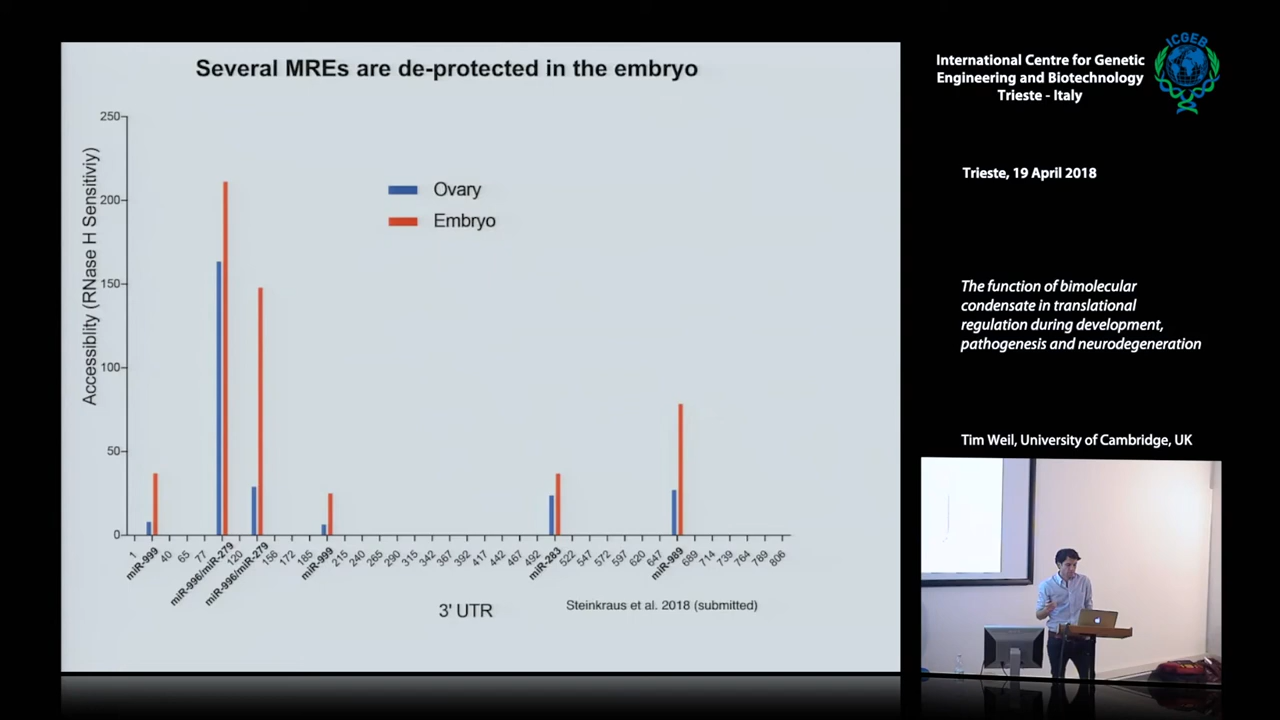 Several MREs are de-protected in the embryo
250
200
150
100
50
0
Accessiblity (RNase H Sensitiviy)
Ovary
Embryo
1
miR-999
40
65
77
miR-996/miR-279
120
miR-996/miR-279
156
172
185
miR-999
215
240
265
290
315
342
367
392
417
442
467
492
miR-283
522
547
572
597
620
647
miR-989
689
714
739
764
789
806
3' UTR
Steinkraus et al. 2018 (submitted)
ICGEB
International Centre for Genetic
Engineering and Biotechnology
Trieste - Italy
Trieste, 19 April 2018
The function of bimolecular
condensate in translational
regulation during development,
pathogenesis and neurodegeneration
Tim Weil, University of Cambridge, UK